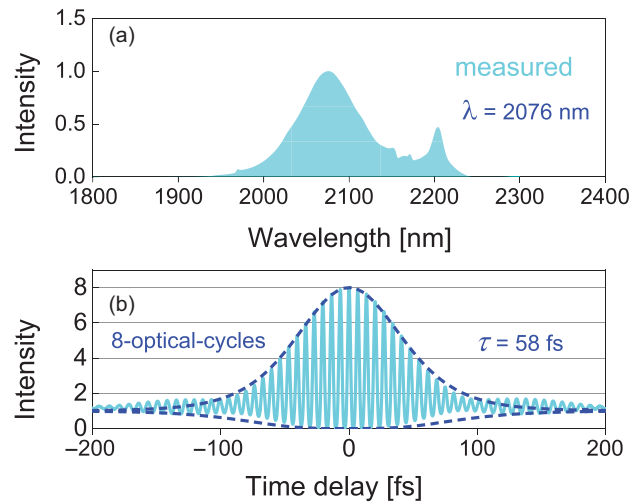 (a)
measured
λ = 2076 nm
Intensity
1.5
1.0
0.5
0.0
1800 1900 2000 2100 2200 2300 2400
Wavelength [nm]
(b)
8-optical-cycles
τ = 58 fs
Intensity
8
6
4
2
0
−200 −100 0 100 200
Time delay [fs]